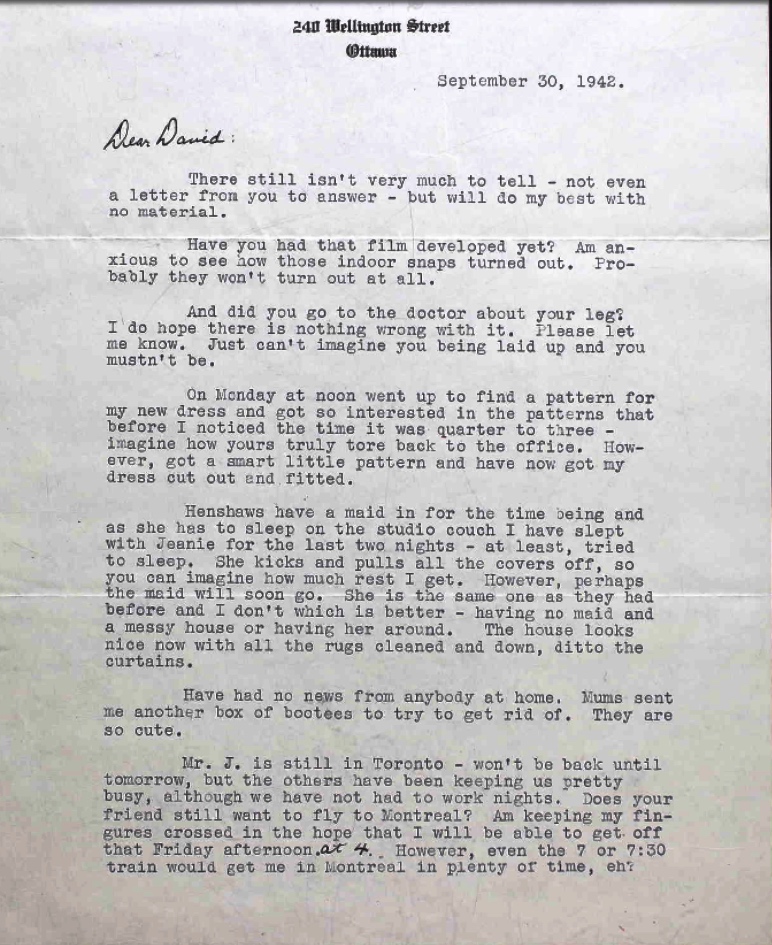 240 Wellington Street
Ottawa
September 30, 1942.
Dear David:
There still isn't very much to tell - not even
a letter from you to answer - but will do my best with
no material.
Have you had that film developed yet? Am an-
xious to see how those indoor snaps turned out. Pro-
bably they won't turn out at all.
And did you go to the doctor about your leg?
I do hope there is nothing wrong with it. Please let
me know. Just can't imagine you being laid up and you
mustn't be.
On Monday at noon went up to find a pattern for
my new dress and got so interested in the patterns that
before I noticed the time it was quarter to three -
imagine how yours truly tore back to the office. How-
ever, got a smart little pattern and have now got my
dress cut out and fitted.
Henshaws have a maid in for the time being and
as she has to sleep on the studio couch I have slept
with Jeanie for the last two nights - at least, tried
to sleep. She kicks and pulls all the covers off, so
you can imagine how much rest I get. However, perhaps
the maid will soon go. She is the same one as they had
before and I don't which is better - having no maid and
a messy house or having her around. The house looks
nice now with all the rugs cleaned and down, ditto the
curtains.
Have had no news from anybody at home. Mums sent
me another box of bootees to try to get rid of. They are
so cute.
Mr. J. is still in Toronto - won't be back until
tomorrow, but the others have been keeping us pretty
busy, although we have not had to work nights. Does your
friend still want to fly to Montreal? Am keeping my fin-
gures crossed in the hope that I will be able to get off
that Friday afternoon at 4. However, even the 7 or 7:30
train would get me in Montreal in plenty of time, eh?